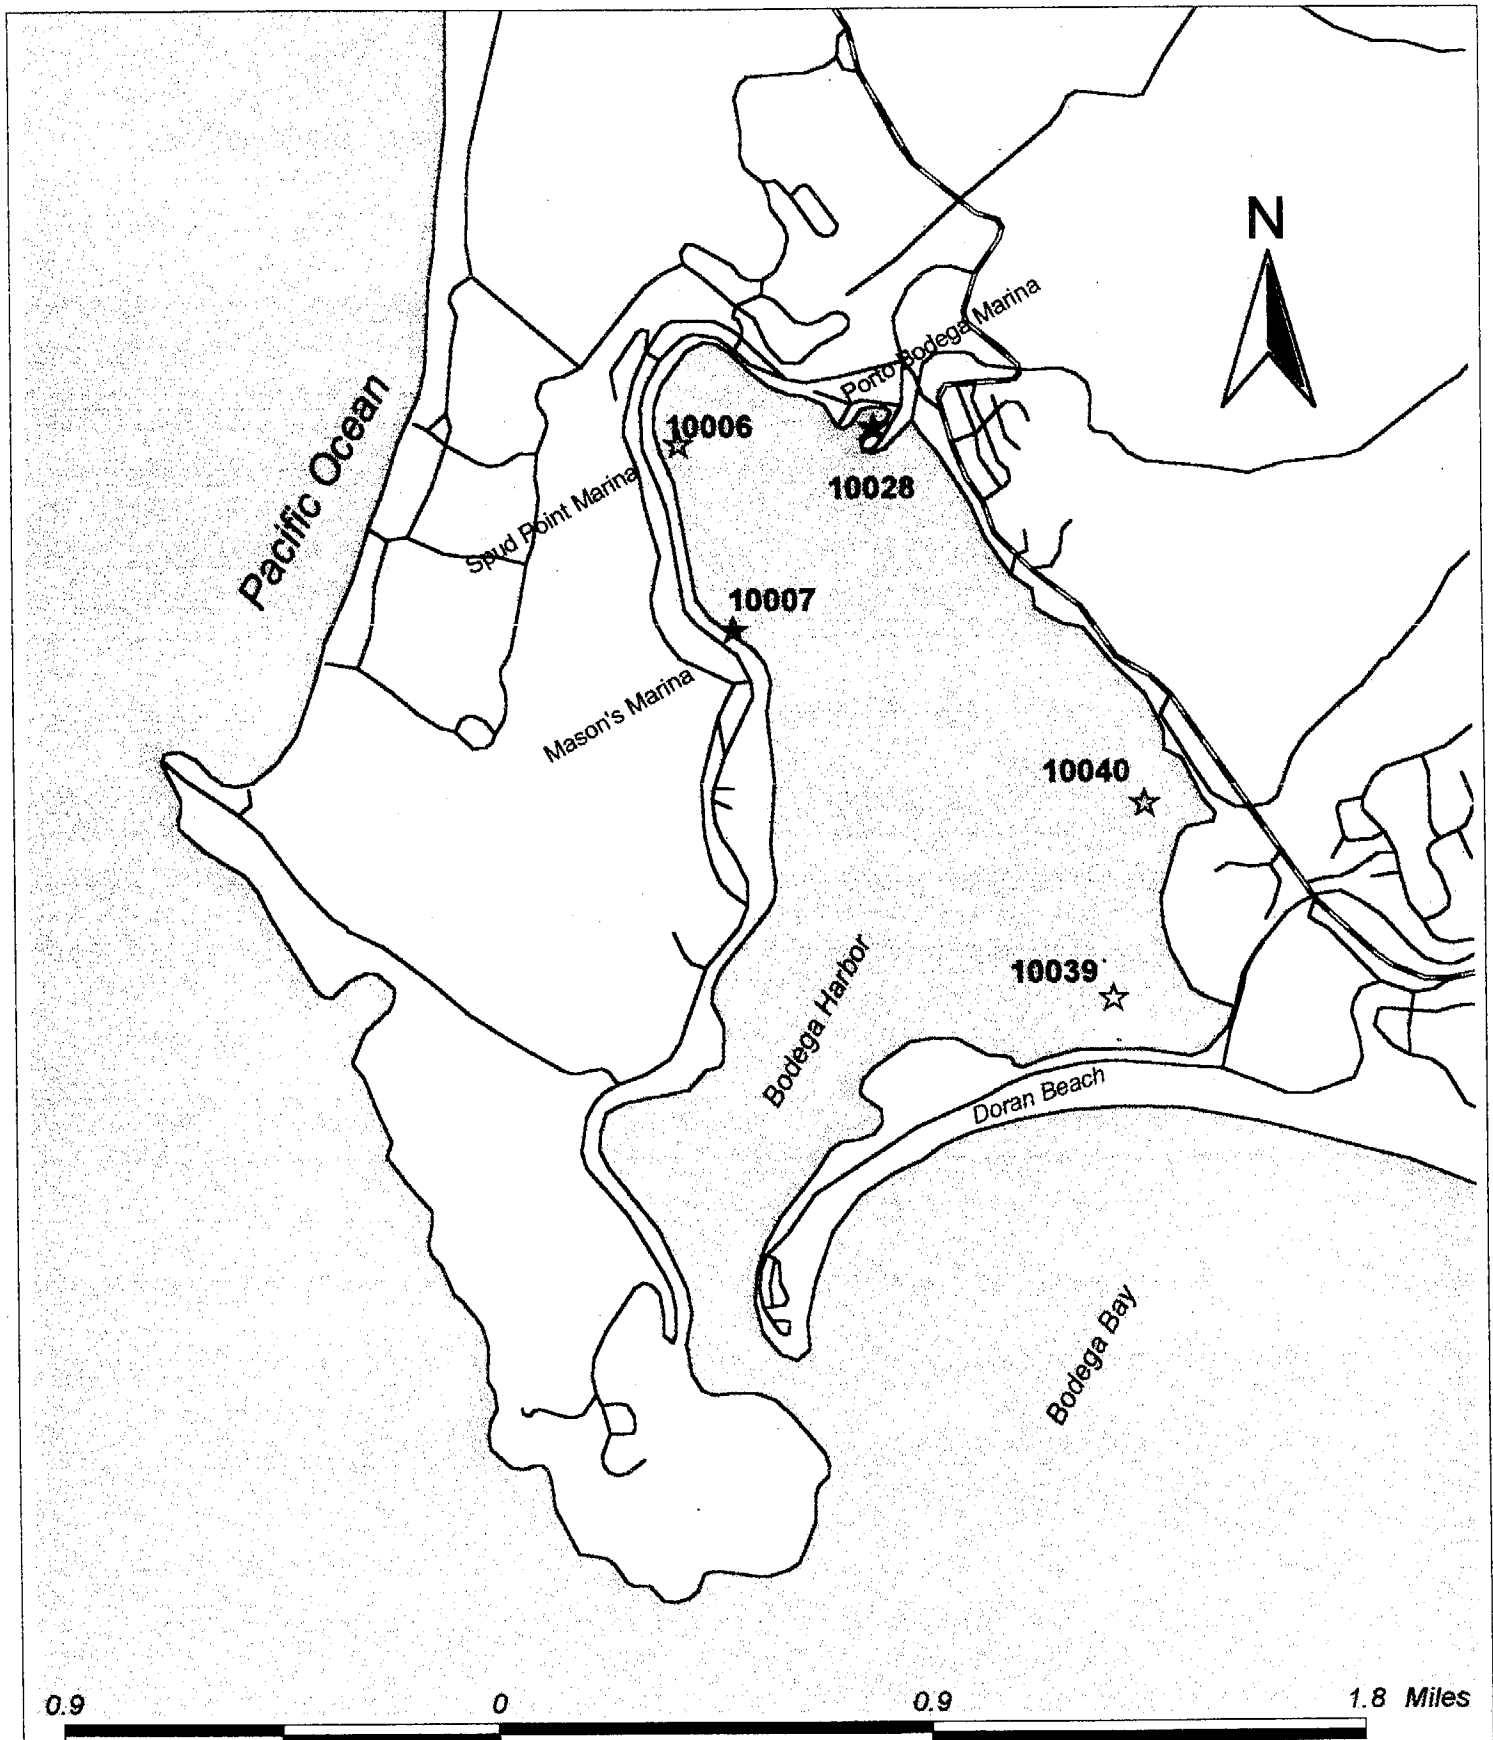 N
Porto Bodega Marina
Pacific Ocean
10006
Spud Point Marina
10028
10007
Mason's Marina
10040
Bodega Harbor
10039
Doran Beach
Bodega Bay
0.9 0 0.9 1.8 Miles